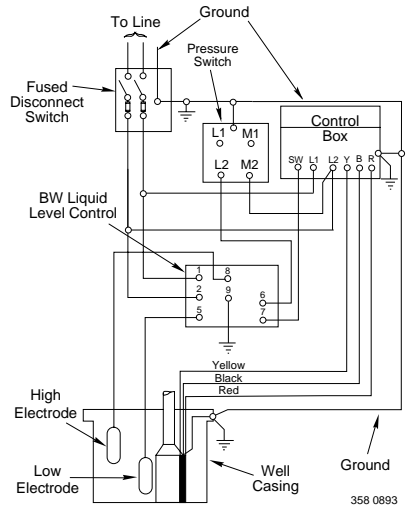 To Line
Ground
Pressure
Switch
Fused
Disconnect
Switch
L1 M1
L2 M2
Control
Box
SW L1 L2 Y B R
BW Liquid
Level Control
1
8
2
9
6
5
7
Yellow
Black
Red
High
Electrode
Low
Electrode
Well
Casing
Ground
358 0893